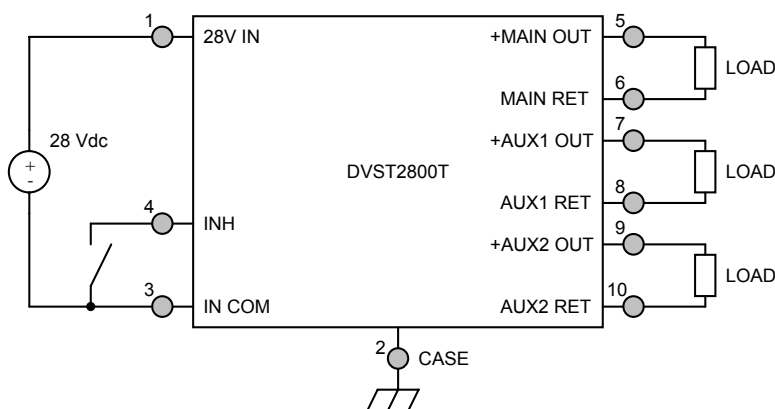 1
28V IN
+MAIN OUT
5
LOAD
MAIN RET
6
28 Vdc
+
-
DVST2800T
+AUX1 OUT
7
LOAD
AUX1 RET
8
4
INH
+AUX2 OUT
9
LOAD
3
IN COM
AUX2 RET
10
2
CASE